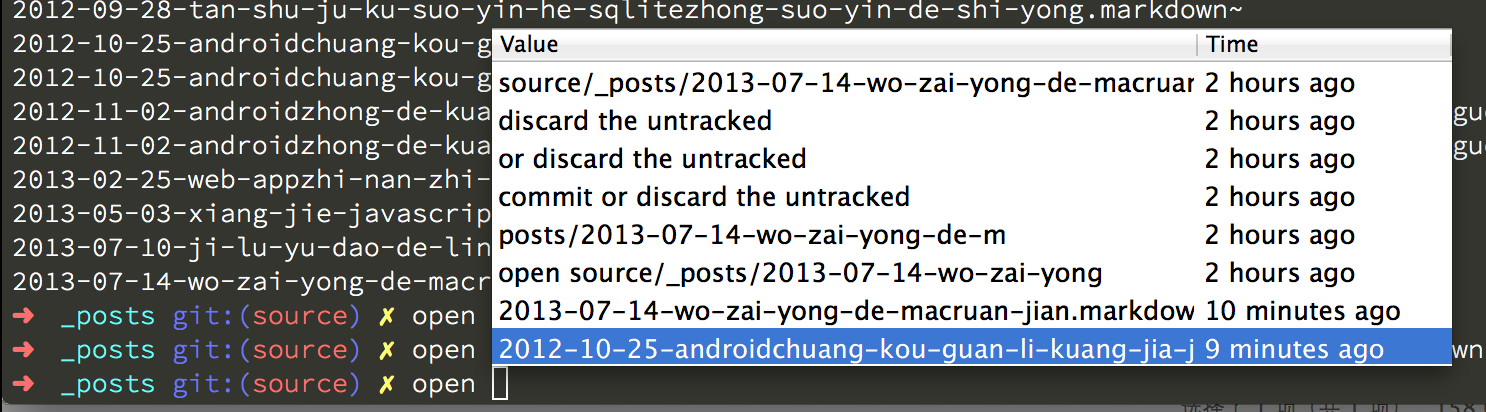 2012-09-28-tan-shu-ju-ku-suo-yin-he-sqlitezhong-suo-yin-de-shi-yong.markdown~
2012-10-25-androidchuang-kou-g
2012-10-25-androidchuang-kou-g
2012-11-02-androidzhong-de-kua
2012-11-02-androidzhong-de-kua
2013-02-25-web-appzhi-nan-zhi-
2013-05-03-xiang-jie-javascrip
2013-07-10-ji-lu-yu-dao-de-lin
2013-07-14-wo-zai-yong-de-macr
➜ _posts git:(source) ✗ open
➜ _posts git:(source) ✗ open
➜ _posts git:(source) ✗ open
Value Time
source/_posts/2013-07-14-wo-zai-yong-de-macruan 2 hours ago
discard the untracked 2 hours ago
or discard the untracked 2 hours ago
commit or discard the untracked 2 hours ago
posts/2013-07-14-wo-zai-yong-de-m 2 hours ago
open source/_posts/2013-07-14-wo-zai-yong 2 hours ago
2013-07-14-wo-zai-yong-de-macruan-jian.markdow 10 minutes ago
2012-10-25-androidchuang-kou-guan-li-kuang-jia-j 9 minutes ago
gu
gu
wn